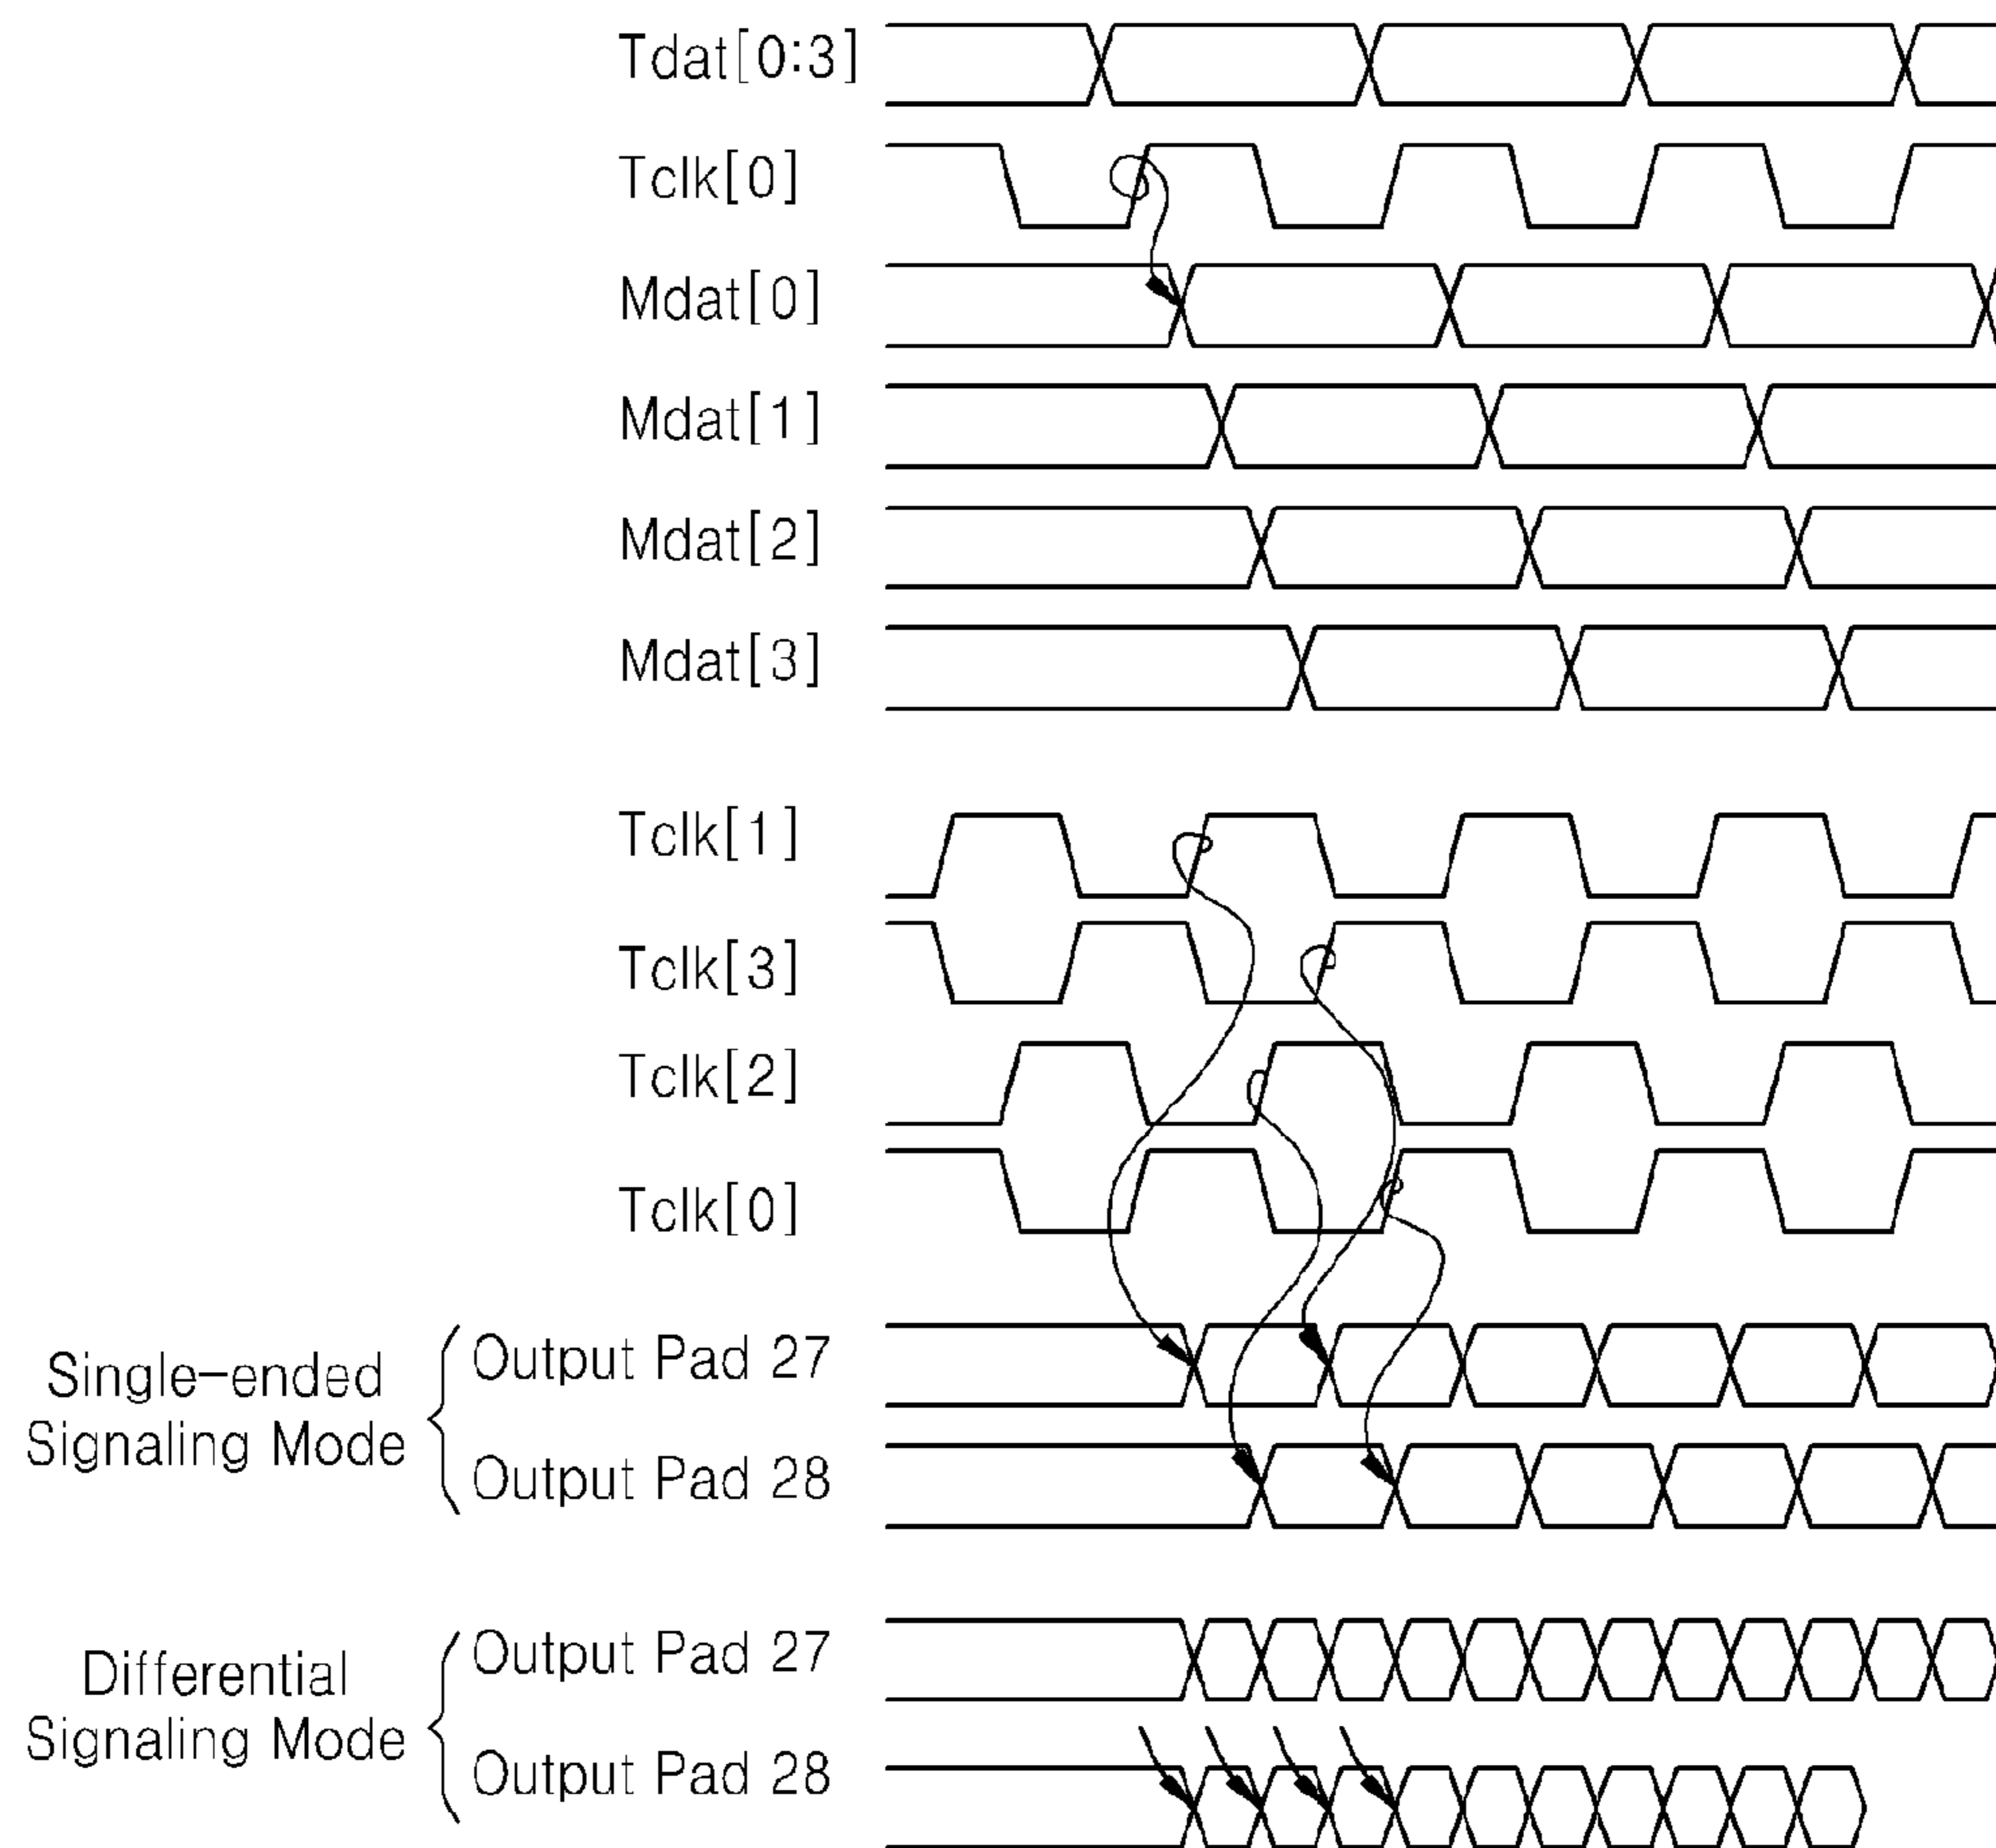 Tdat[0:3]
Tclk[0]
Mdat[0]
Mdat[1]
Mdat[2]
Mdat[3]
Tclk[1]
Tclk[3]
Tclk[2]
Tclk[0]
Single-ended
Signaling Mode
Output Pad 27
Output Pad 28
Differential
Signaling Mode
Output Pad 27
Output Pad 28